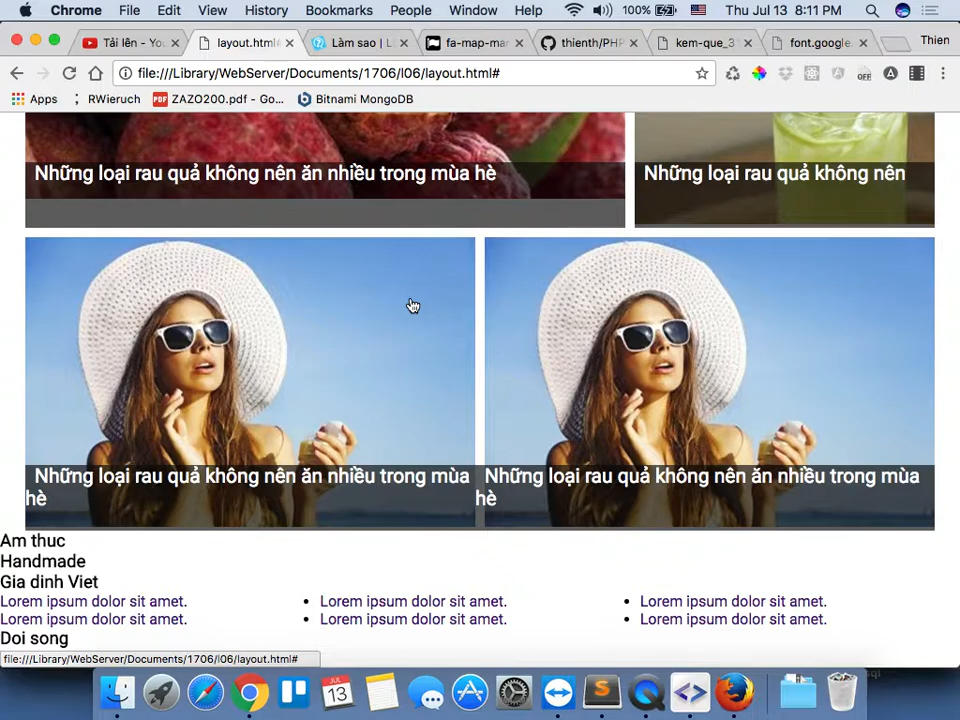 Chrome File Edit View History Bookmarks People Window Help 100% Thu Jul 13 8:11 PM
Tải lên - You layout.html# Làm sao | L fa-map-mar thienth/PHP kem-que_3 font.google. Thien
file:///Library/WebServer/Documents/1706/l06/layout.html# OFF
Apps RWieruch PDF ZAZO200.pdf - Go... Bitnami MongoDB
Những loại rau quả không nên ăn nhiều trong mùa hè
Những loại rau quả không nên
Những loại rau quả không nên ăn nhiều trong mùa
hè
Những loại rau quả không nên ăn nhiều trong mùa
hè
Am thuc
Handmade
Gia dinh Viet
Lorem ipsum dolor sit amet. • Lorem ipsum dolor sit amet. • Lorem ipsum dolor sit amet.
Lorem ipsum dolor sit amet. • Lorem ipsum dolor sit amet. • Lorem ipsum dolor sit amet.
Doi song
file:///Library/WebServer/Documents/1706/l06/layout.html#
JUL
13